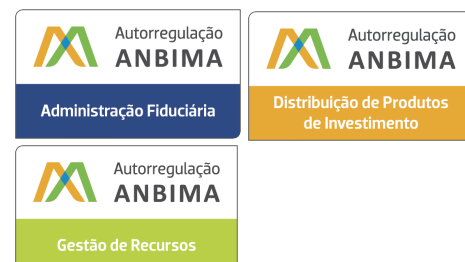 Autorregulação
ANBIMA
Administração Fiduciária
Autorregulação
ANBIMA
Distribuição de Produtos
de Investimento
Autorregulação
ANBIMA
Gestão de Recursos